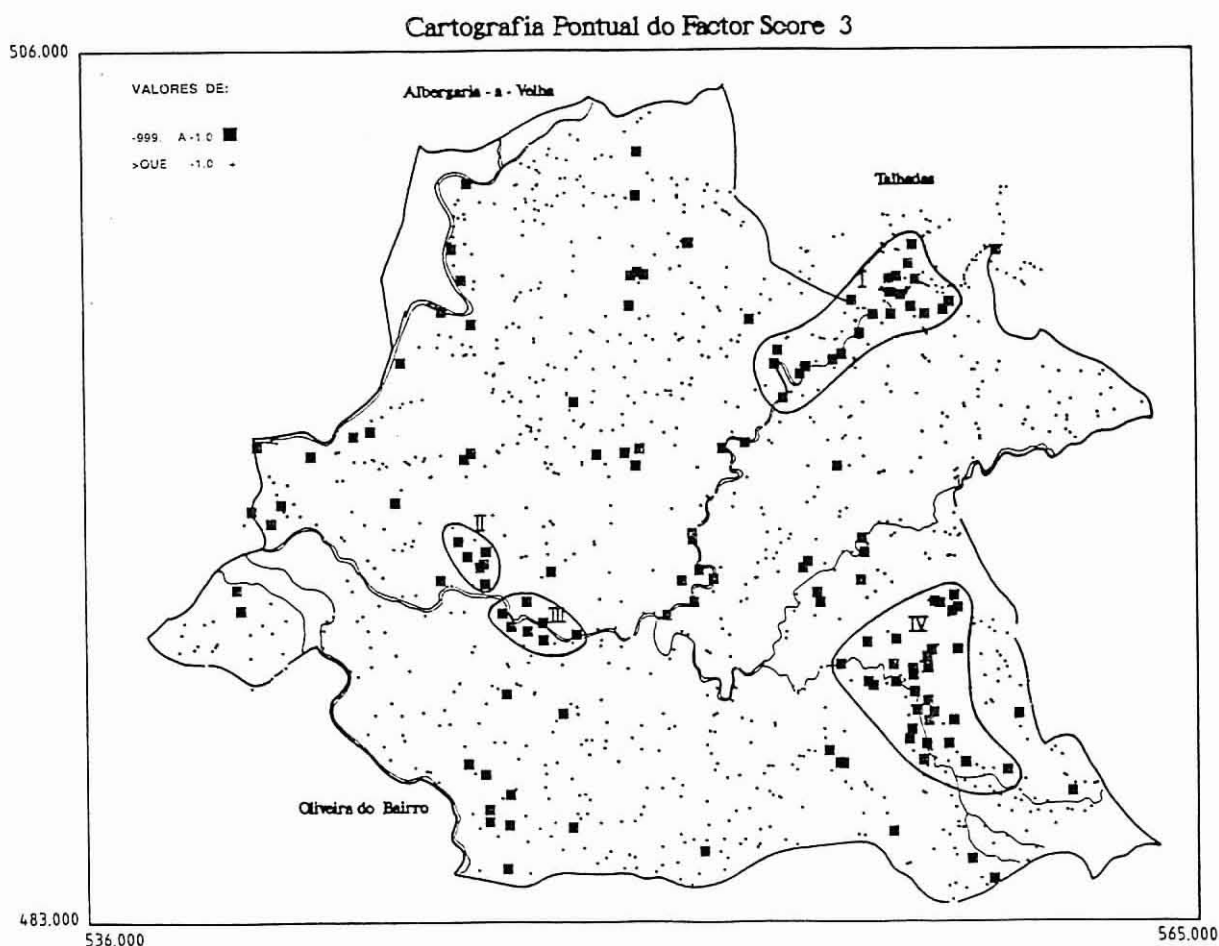 Cartografia Pontual do Factor Score 3
506.000
VALORES DE:
-999. A -1.0
>QUE -1.0
Albergaria - a - Velha
Talhadas
I
II
III
IV
Oliveira do Bairro
483.000
536.000
565.000